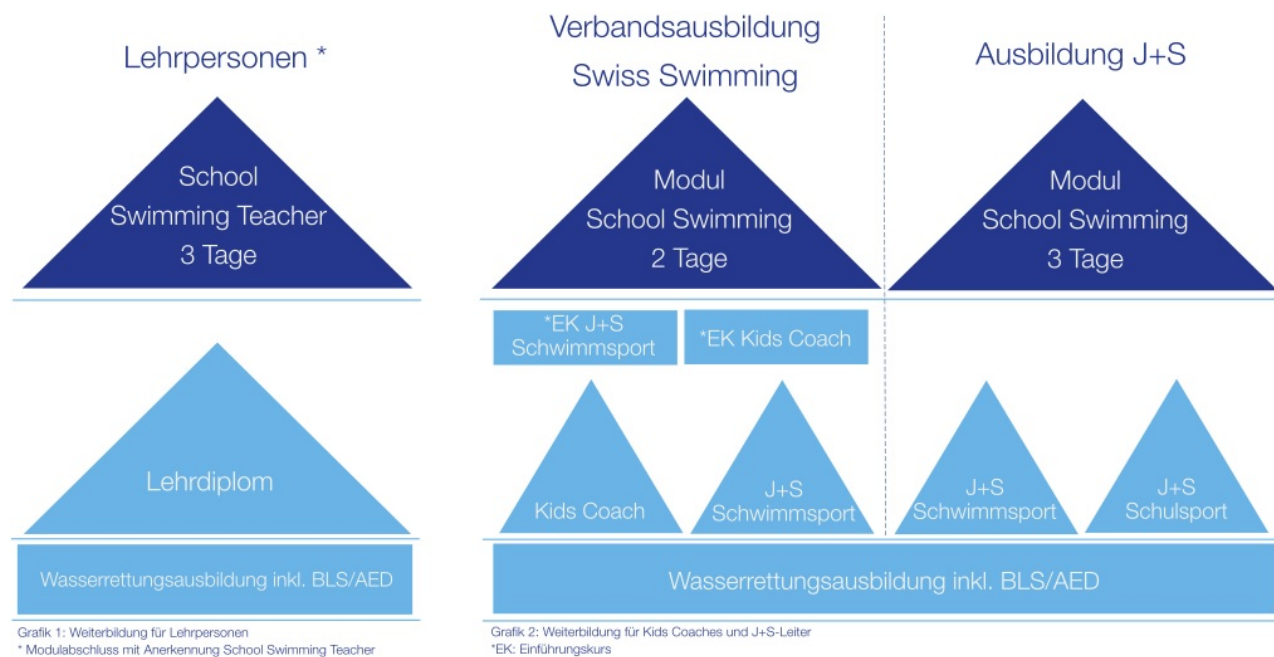 Lehrpersonen *
School
Swimming Teacher
3 Tage
Lehrdiplom
Wasserrettungsausbildung inkl. BLS/AED
Grafik 1: Weiterbildung für Lehrpersonen
* Modulabschluss mit Anerkennung School Swimming Teacher
Verbandsausbildung
Swiss Swimming
Modul
School Swimming
2 Tage
*EK J+S
Schwimmsport
*EK Kids Coach
Kids Coach
J+S
Schwimmsport
Ausbildung J+S
Modul
School Swimming
3 Tage
J+S
Schwimmsport
J+S
Schulsport
Wasserrettungsausbildung inkl. BLS/AED
Grafik 2: Weiterbildung für Kids Coaches und J+S-Leiter
*EK: Einführungskurs